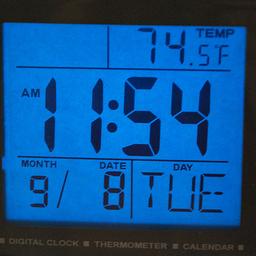 TEMP
74.5°F
AM 11:54
MONTH DATE DAY
9/ 8 TUE
■ DIGITAL CLOCK ■ THERMOMETER ■ CALENDAR ■